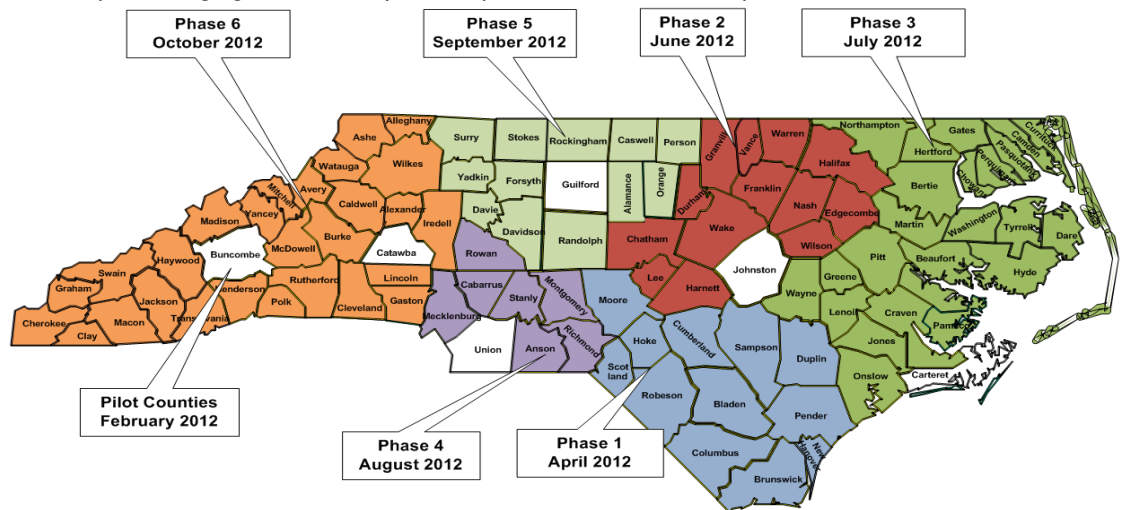 Phase 6
October 2012
Phase 5
September 2012
Phase 2
June 2012
Phase 3
July 2012
Alleghany
Ashe
Surry
Stokes
Rockingham
Caswell
Person
Granville
Vance
Warren
Northampton
Gates
Currituck
Camden
Pasquotank
Perquimans
Chowan
Hertford
Halifax
Watauga
Wilkes
Yadkin
Forsyth
Guilford
Alamance
Orange
Durham
Franklin
Bertie
Avery
Mitchell
Caldwell
Alexander
Iredell
Davie
Davidson
Randolph
Chatham
Wake
Nash
Edgecombe
Martin
Washington
Tyrrell
Dare
Madison
Yancey
McDowell
Burke
Catawba
Rowan
Wilson
Pitt
Beaufort
Hyde
Buncombe
Haywood
Swain
Graham
Jackson
Henderson
Polk
Rutherford
Cleveland
Lincoln
Gaston
Cabarrus
Stanly
Montgomery
Moore
Lee
Harnett
Johnston
Greene
Wayne
Lenoir
Craven
Pamlico
Cherokee
Clay
Macon
Transylvania
Mecklenburg
Union
Anson
Richmond
Hoke
Scot
land
Cumberland
Sampson
Duplin
Jones
Onslow
Carteret
Robeson
Bladen
Pender
New
Hanover
Columbus
Brunswick
Pilot Counties
February 2012
Phase 4
August 2012
Phase 1
April 2012